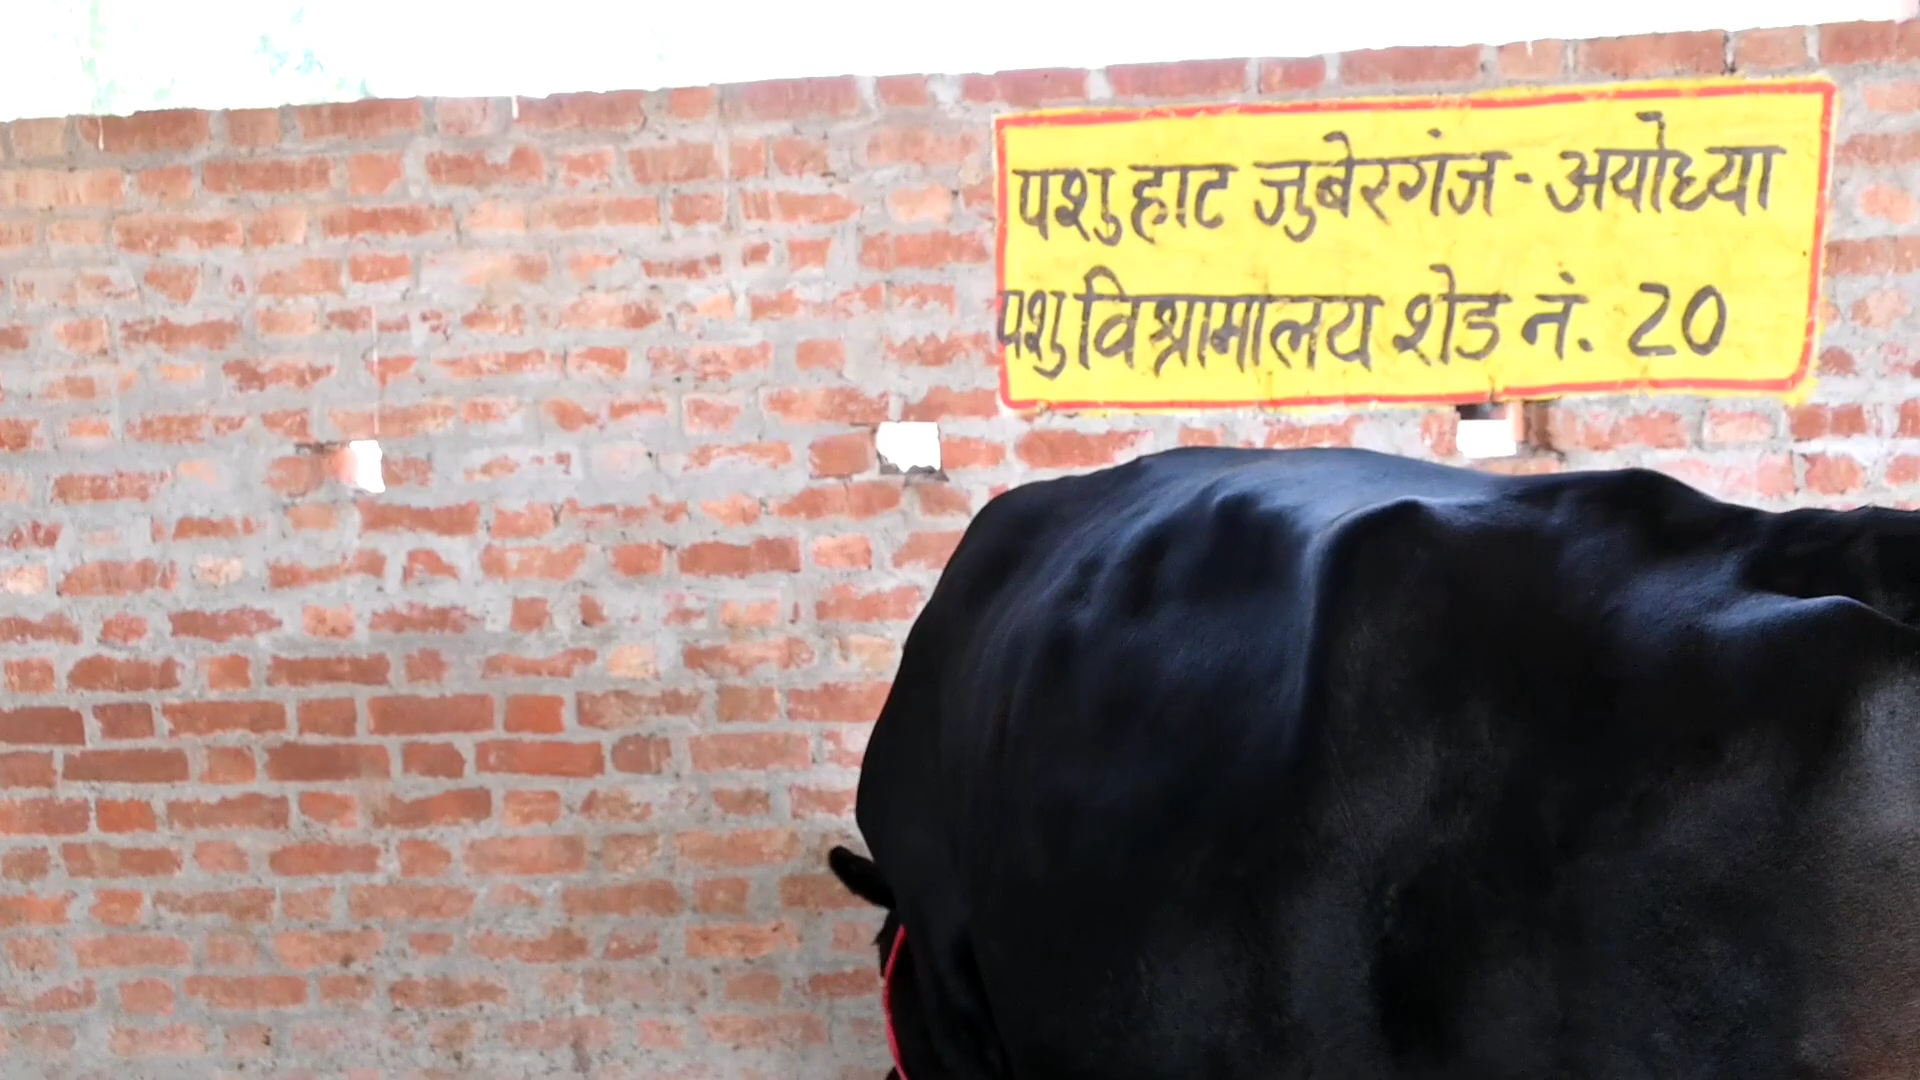 पशु हाट जुबेरगंज - अयोध्या
पशु विश्रामालय शेड नं. 20